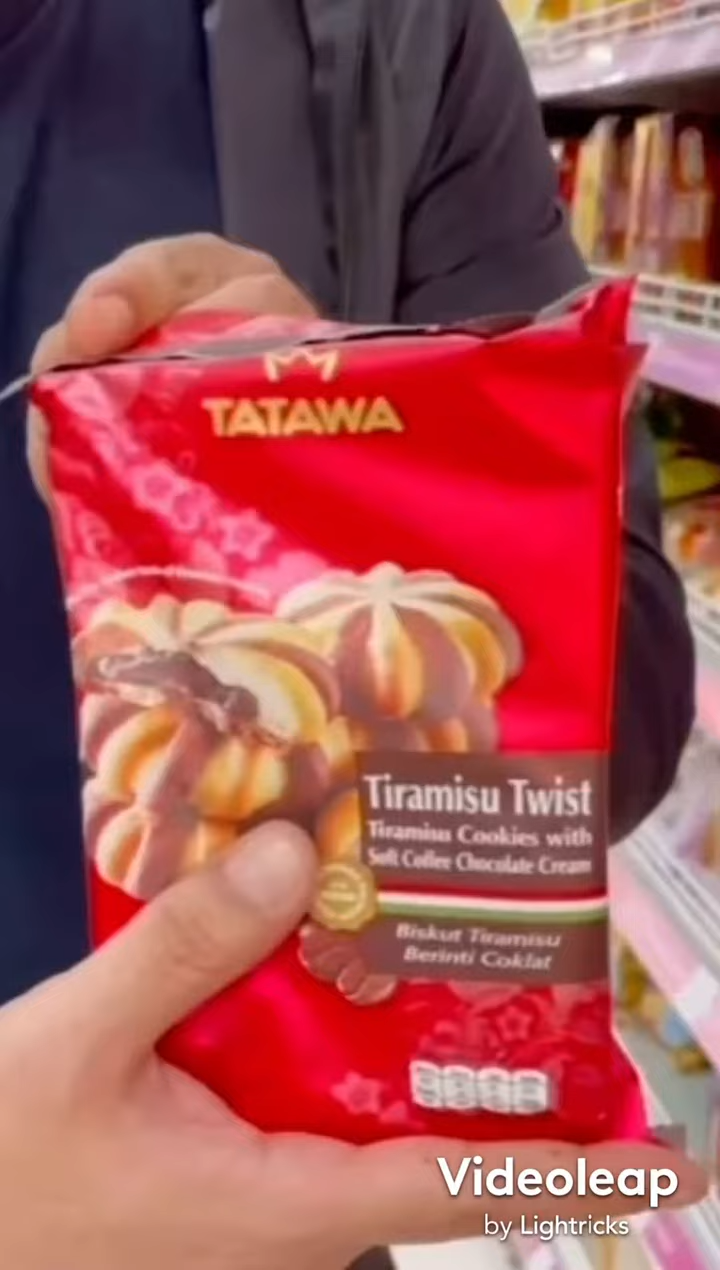 TATAWA
Tiramisu Twist
Tiramisu Cookies with
Soft Coffee Chocolate Cream
Biskut Tiramisu
Berinti Coklat
Videoleap
by Lightricks